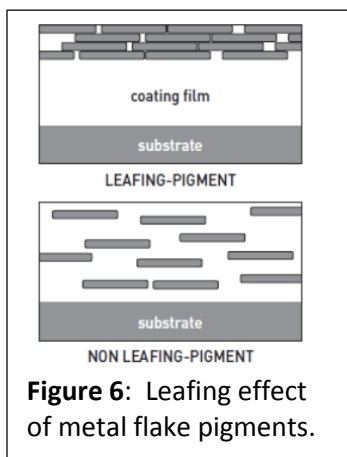 coating film
substrate
LEAFING-PIGMENT
substrate
NON LEAFING-PIGMENT
Figure 6: Leafing effect
of metal flake pigments.